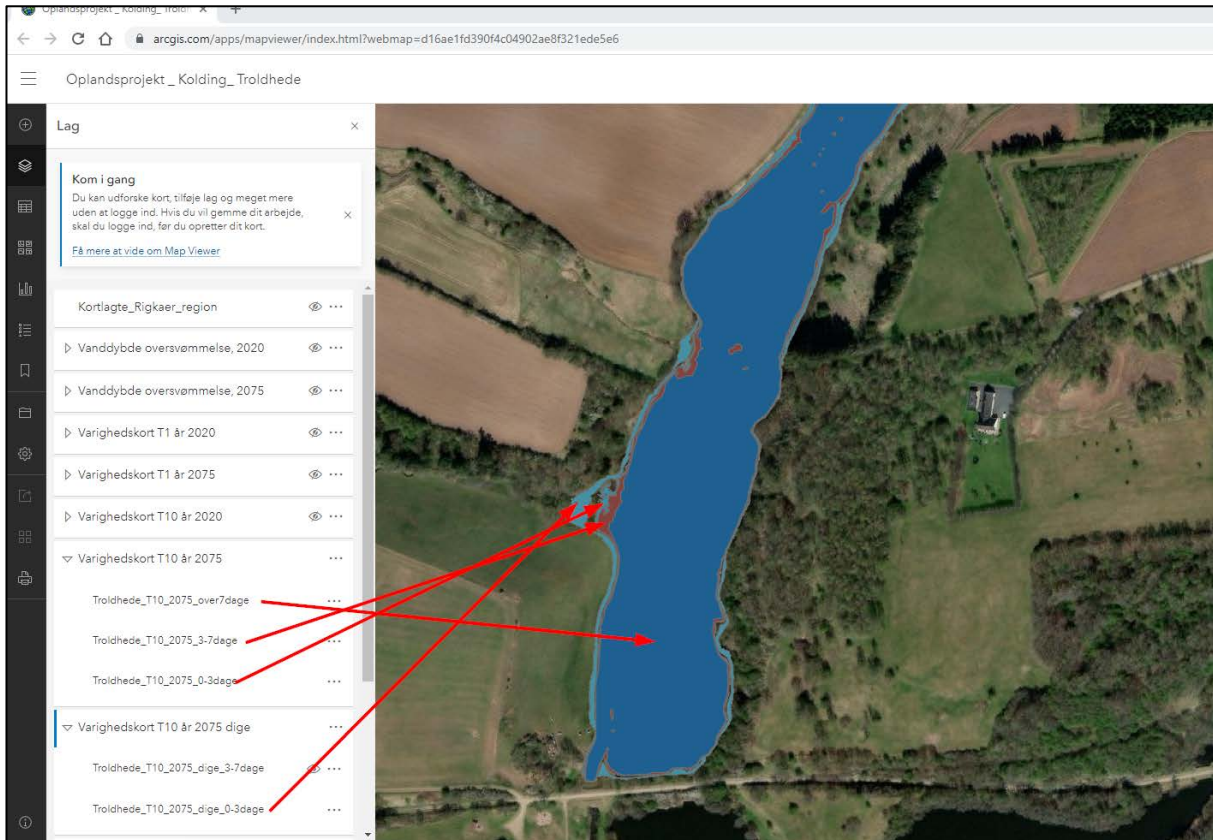 Oplandsprojekt _ Kolding_ Troldh
arcgis.com/apps/mapviewer/index.html?webmap=d16ae1fd390f4c04902ae8f321ede5e6
Oplandsprojekt _ Kolding_ Troldhede
Lag
Kom i gang
Du kan udforske kort, tilføje lag og meget mere
uden at logge ind. Hvis du vil gemme dit arbejde,
skal du logge ind, før du opretter dit kort.
Få mere at vide om Map Viewer
Kortlagte_Rigkaer_region
Vanddybde oversvømmelse, 2020
Vanddybde oversvømmelse, 2075
Varighedskort T1 år 2020
Varighedskort T1 år 2075
Varighedskort T10 år 2020
Varighedskort T10 år 2075
Troldhede_T10_2075_over7dage
Troldhede_T10_2075_3-7dage
Troldhede_T10_2075_0-3dage
Varighedskort T10 år 2075 dige
Troldhede_T10_2075_dige_3-7dage
Troldhede_T10_2075_dige_0-3dage